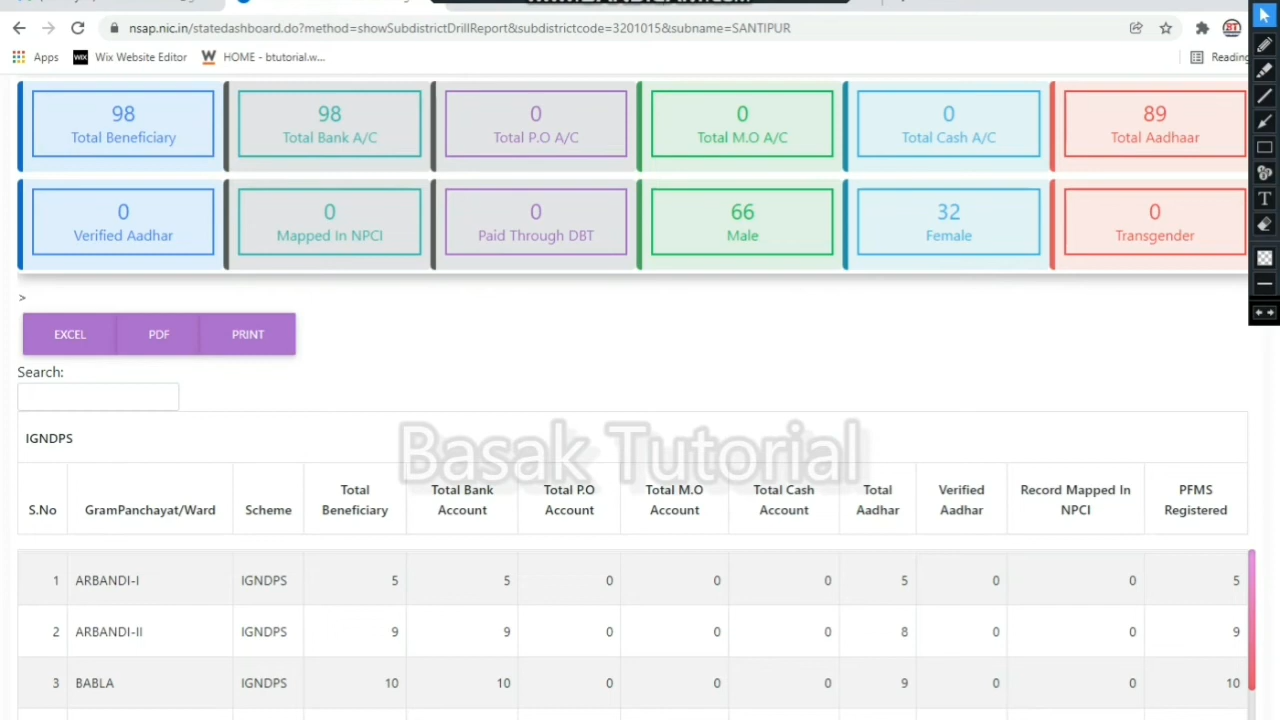 nsap.nic.in/statedashboard.do?method=showSubdistrictDrillReport&subdistrictcode=3201015&subname=SANTIPUR
Apps WiX Wix Website Editor W HOME - btutorial.w... Reading
98 98 0 0 0 89
Total Beneficiary Total Bank A/C Total P.O A/C Total M.O A/C Total Cash A/C Total Aadhaar
0 0 0 66 32 0
Verified Aadhar Mapped In NPCI Paid Through DBT Male Female Transgender
>
EXCEL PDF PRINT
Search:
IGNDPS
Basak Tutorial
S.No GramPanchayat/Ward Scheme Total Beneficiary Total Bank Account Total P.O Account Total M.O Account Total Cash Account Total Aadhar Verified Aadhar Record Mapped In NPCI PFMS Registered
1 ARBANDI-I IGNDPS 5 5 0 0 0 5 0 0 5
2 ARBANDI-II IGNDPS 9 9 0 0 0 8 0 0 9
3 BABLA IGNDPS 10 10 0 0 0 9 0 0 10